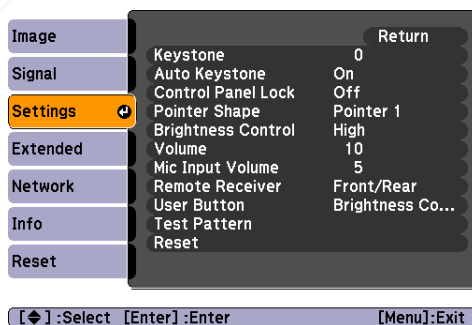 Image
Signal
Settings
Extended
Network
Info
Reset
Return
Keystone 0
Auto Keystone On
Control Panel Lock Off
Pointer Shape Pointer 1
Brightness Control High
Volume 10
Mic Input Volume 5
Remote Receiver Front/Rear
User Button Brightness Co...
Test Pattern
Reset
[◆] :Select [Enter] :Enter [Menu]:Exit